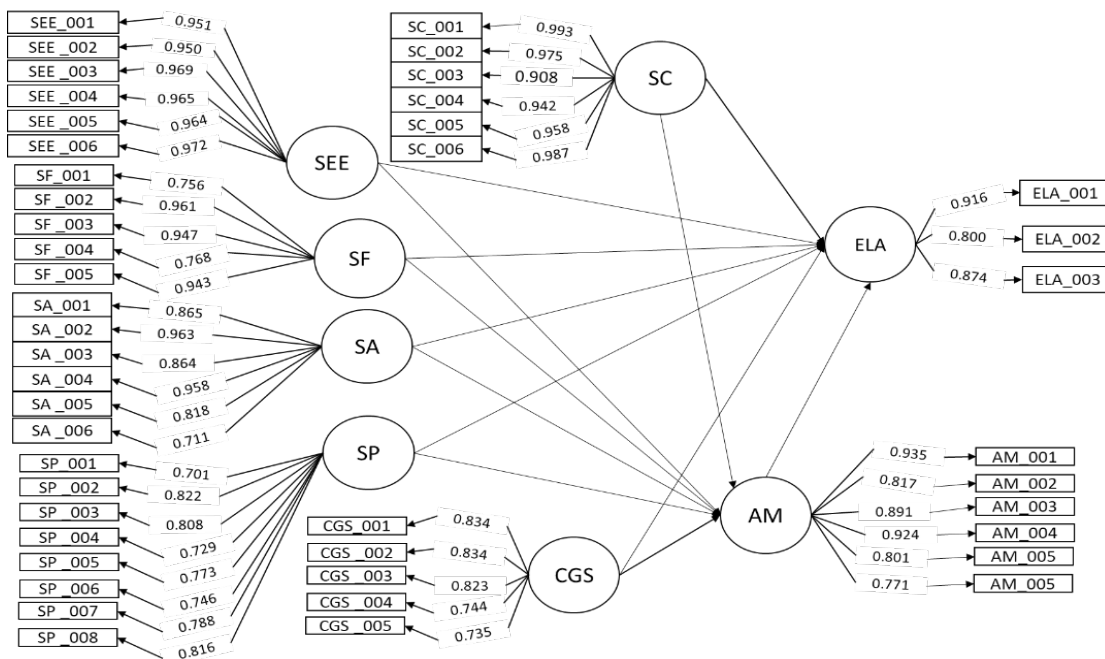 SEE_001
0.951
SEE _002
0.950
SEE _003
0.969
SEE _004
0.965
SEE _005
0.964
SEE _006
0.972
SEE
SF_001
0.756
SF _002
0.961
SF _003
0.947
SF _004
0.768
SF _005
0.943
SF
SA_001
0.865
SA _002
0.963
SA _003
0.864
SA _004
0.958
SA _005
0.818
SA _006
0.711
SA
SP _001
0.701
SP _002
0.822
SP _003
0.808
SP _004
0.729
SP _005
0.773
SP _006
0.746
SP _007
0.788
SP _008
0.816
SP
SC_001
0.993
SC_002
0.975
SC_003
0.908
SC_004
0.942
SC_005
0.958
SC_006
0.987
SC
CGS_001
0.834
CGS _002
0.834
CGS _003
0.823
CGS _004
0.744
CGS _005
0.735
CGS
ELA
0.916
ELA_001
0.800
ELA_002
0.874
ELA_003
AM
0.935
AM_001
0.817
AM_002
0.891
AM_003
0.924
AM_004
0.801
AM_005
0.771
AM_005